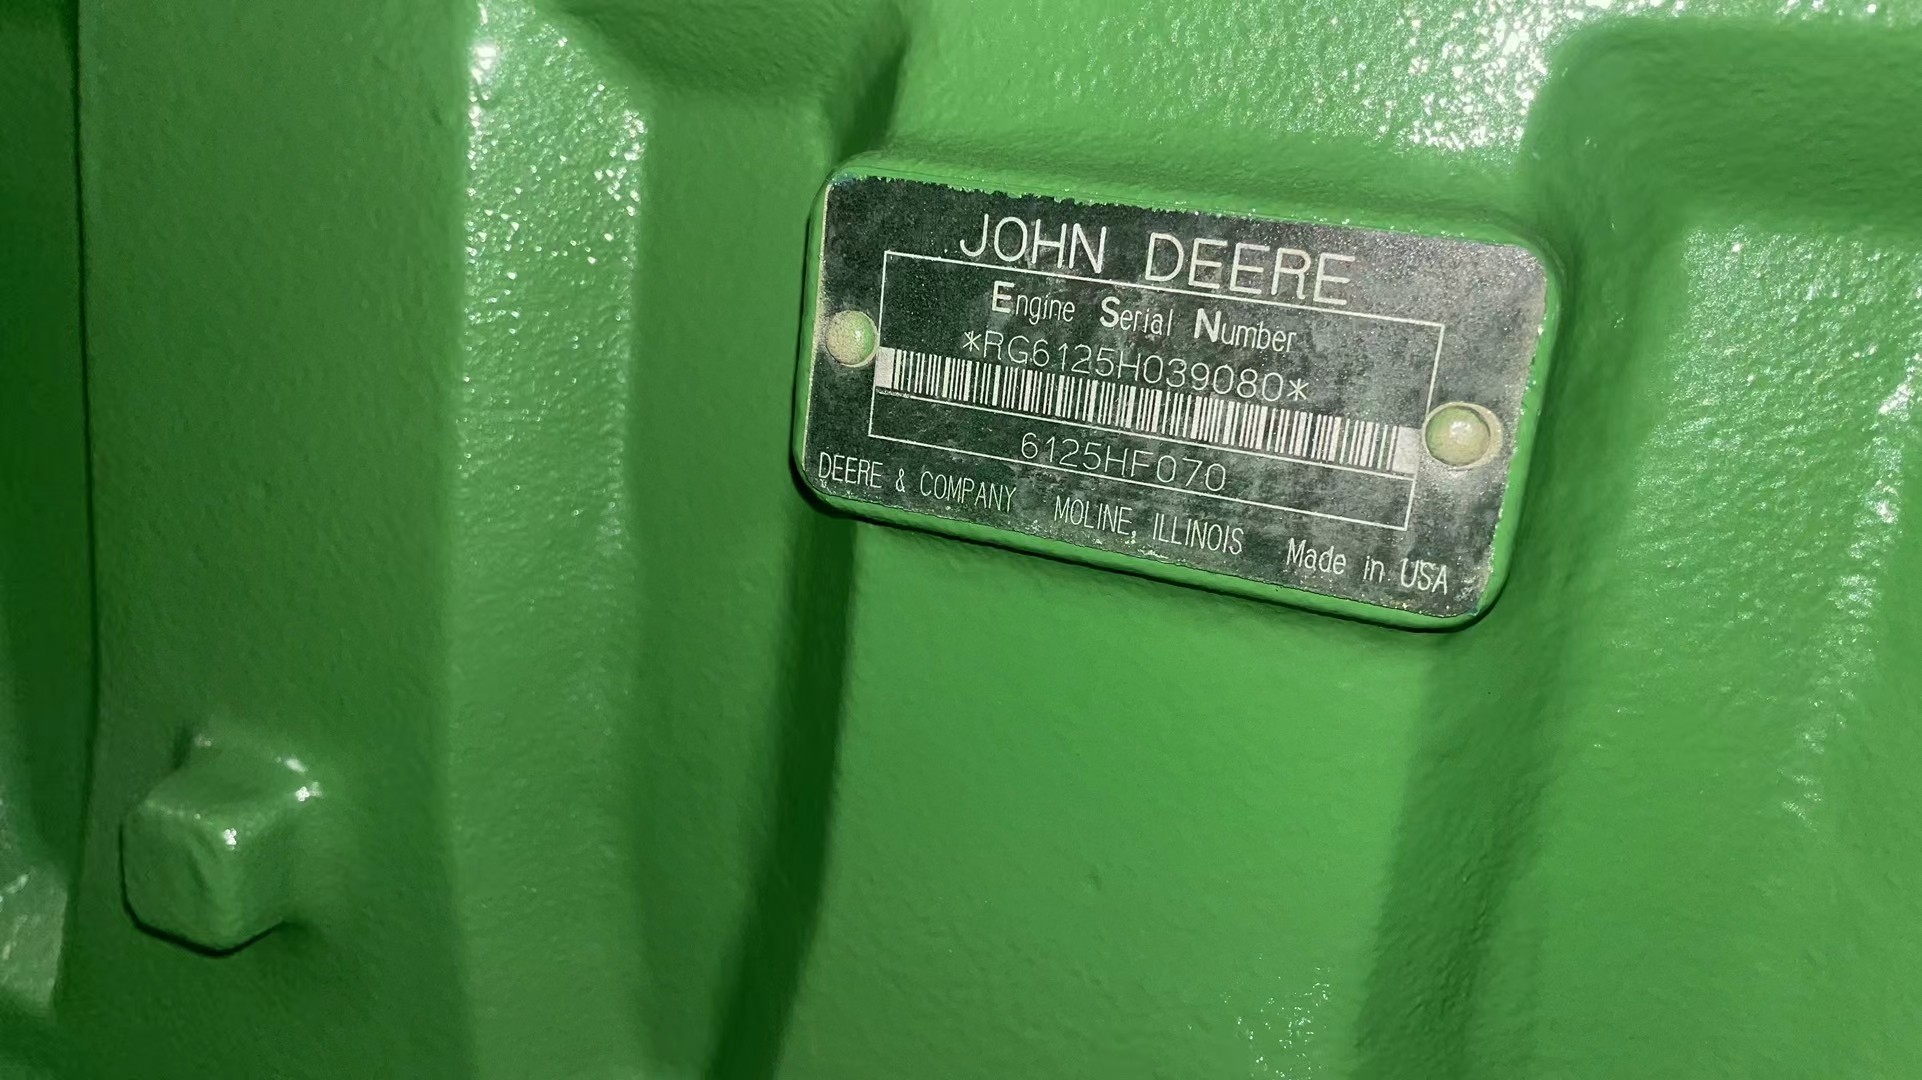 JOHN DEERE
Engine Serial Number
*RG6125H039080*
6125HF070
DEERE & COMPANY MOLINE, ILLINOIS Made in USA